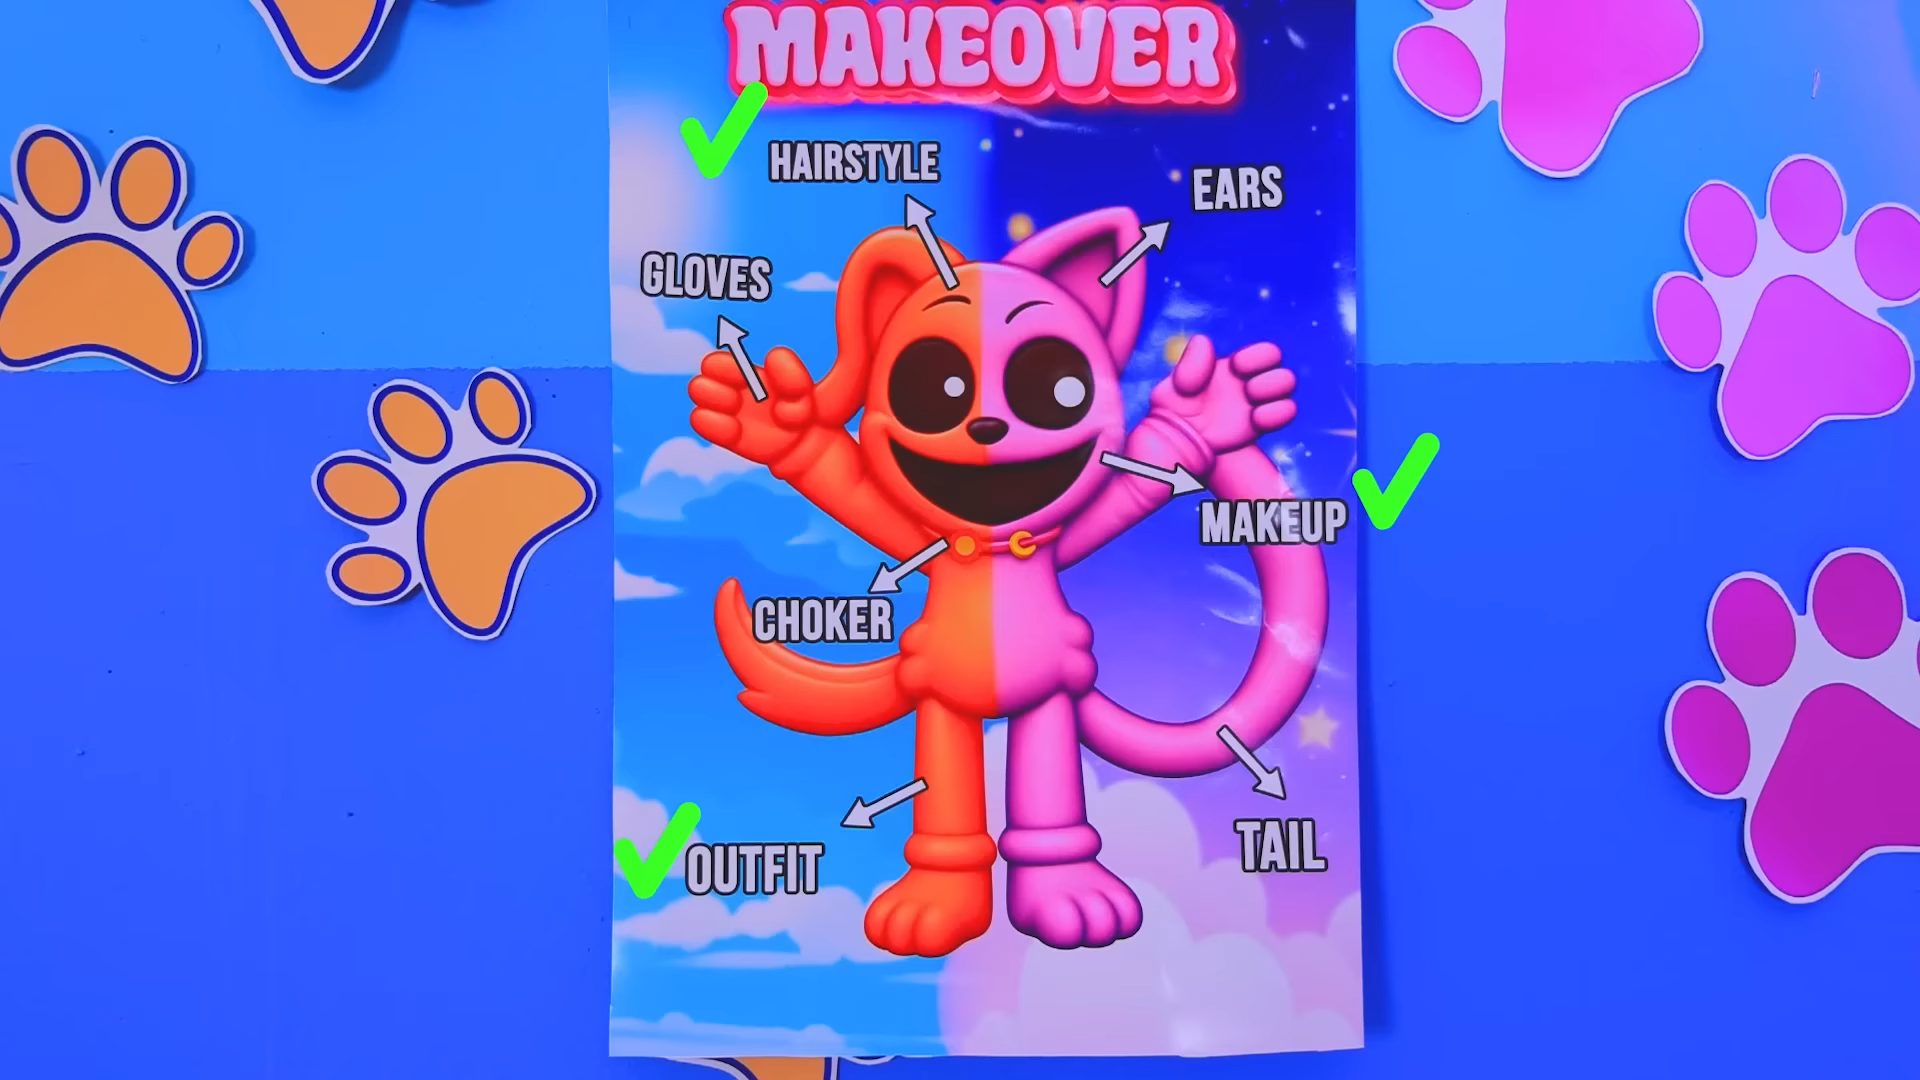 MAKEOVER
HAIRSTYLE
EARS
GLOVES
MAKEUP
CHOKER
OUTFIT
TAIL